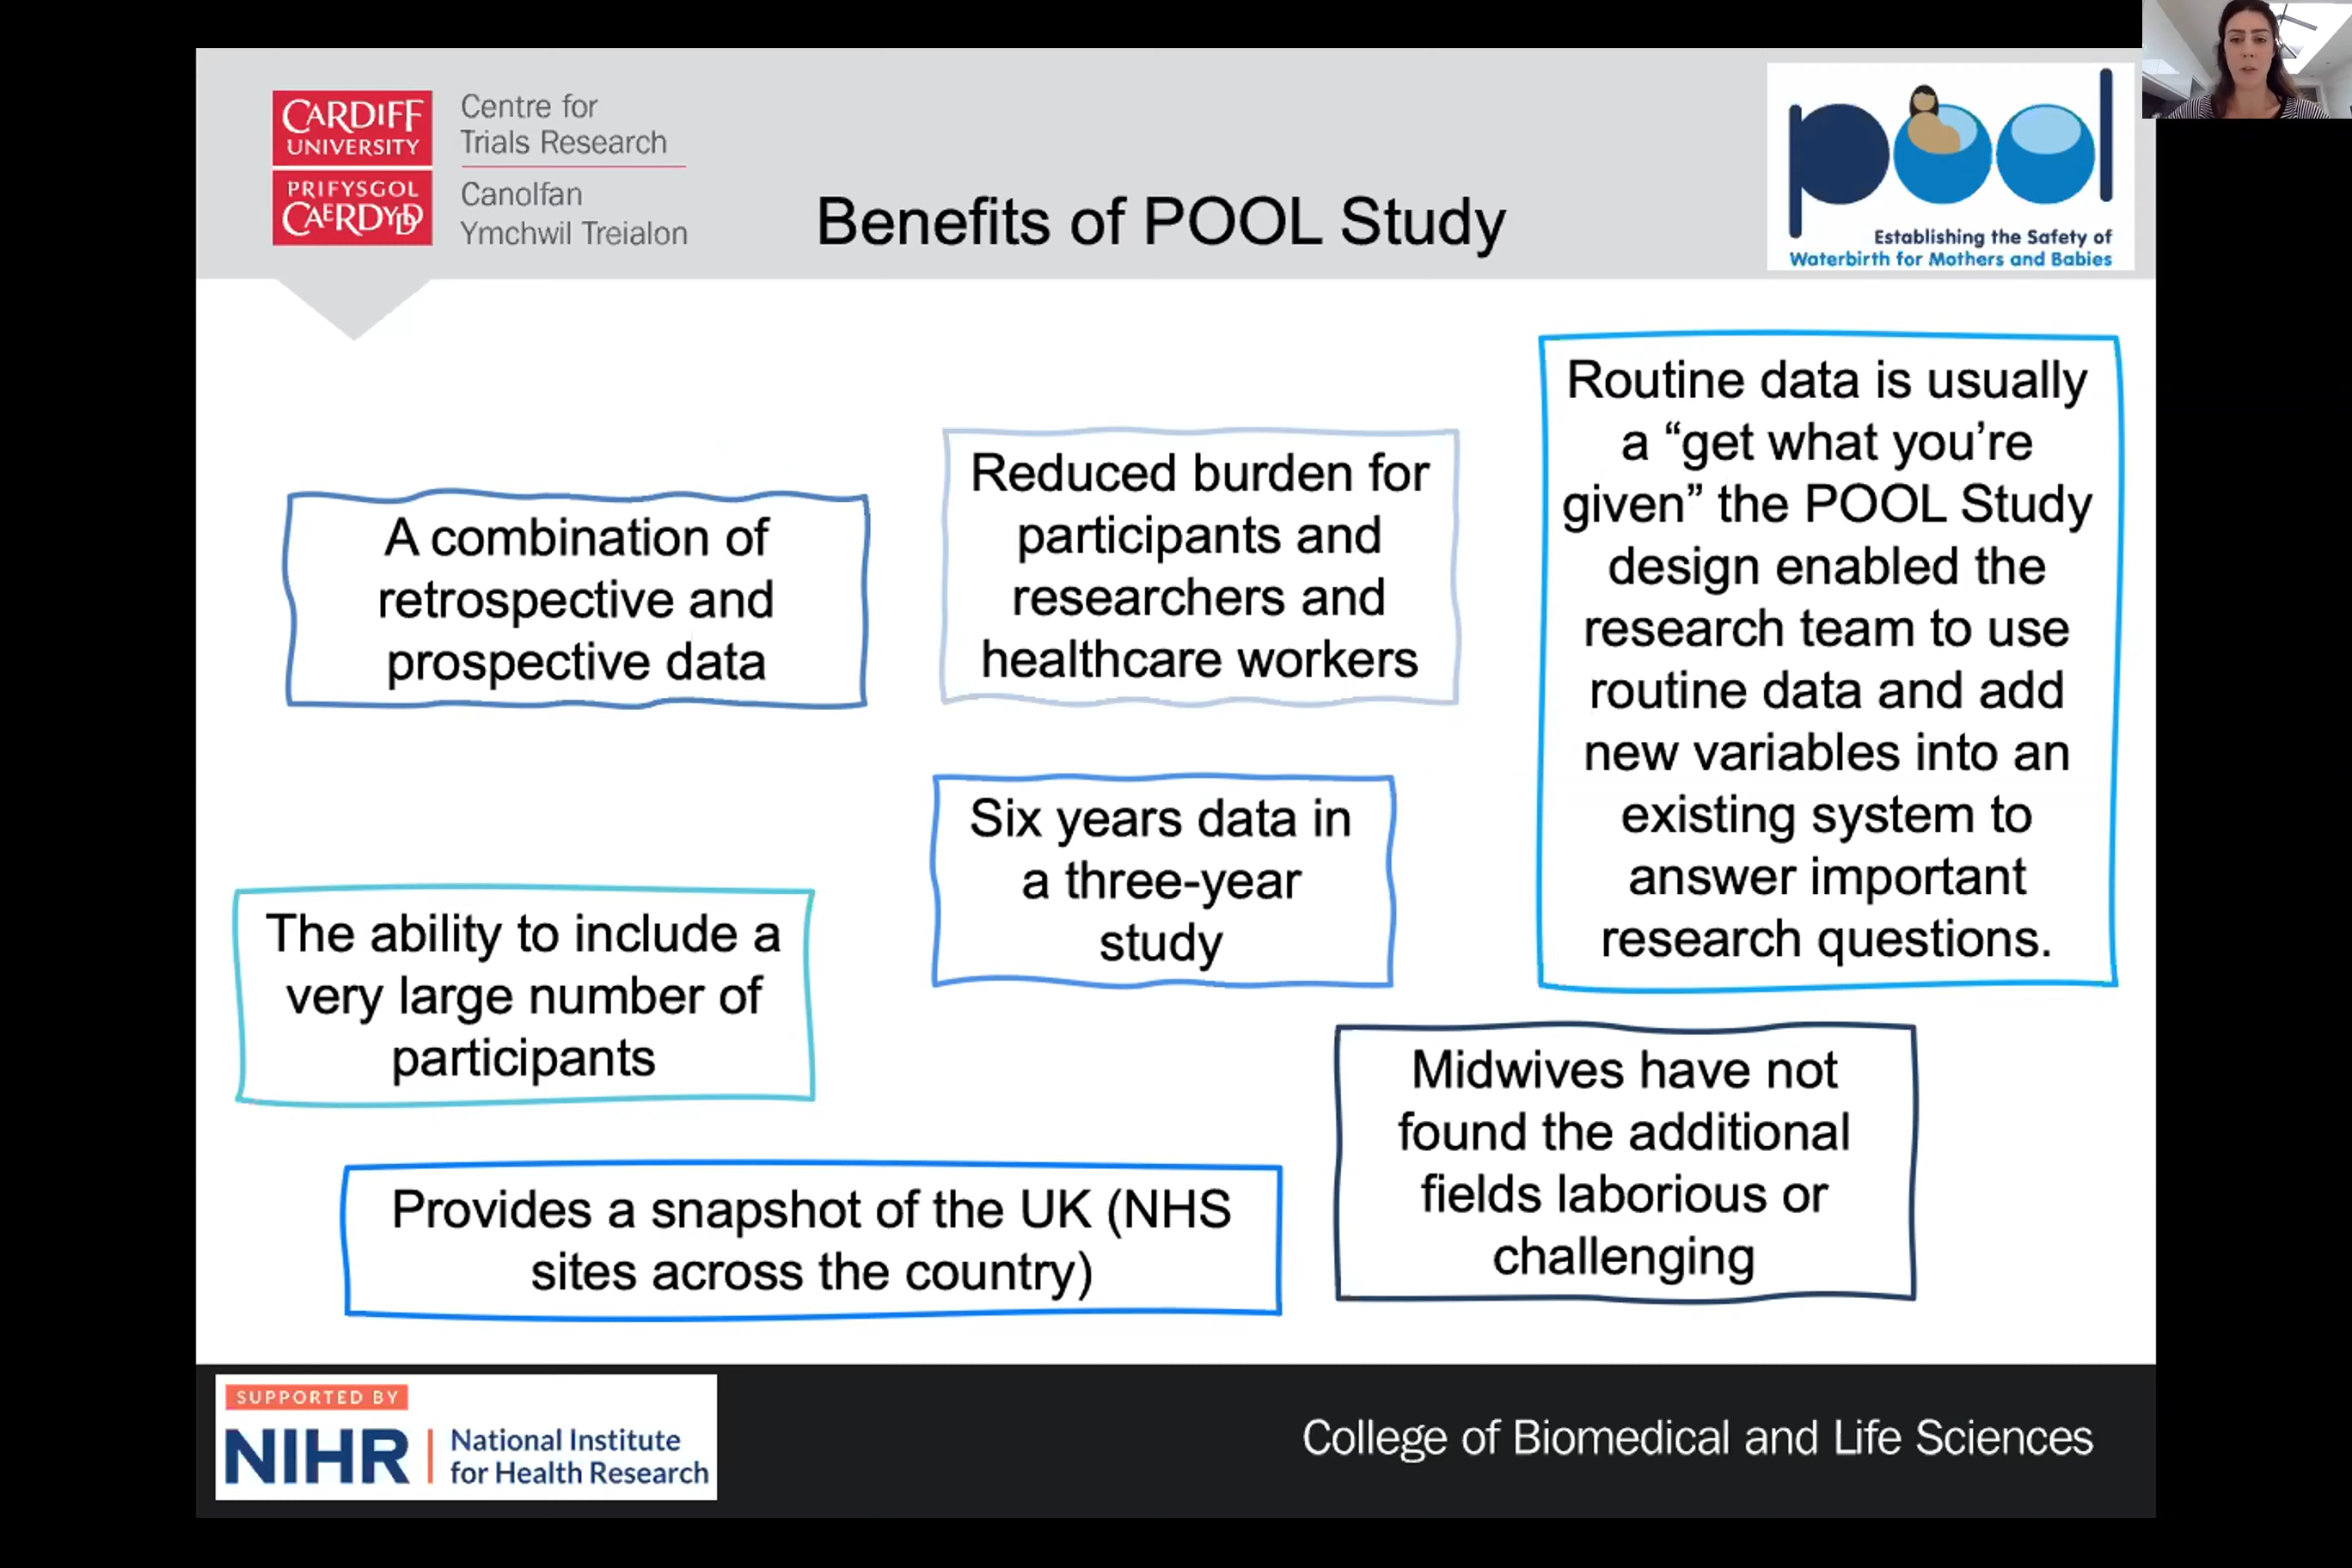 CARDIFF
UNIVERSITY
PRIFYSGOL
CAERDYDD
Centre for
Trials Research
Canolfan
Ymchwil Treialon
Benefits of POOL Study
pool
Establishing the Safety of
Waterbirth for Mothers and Babies
A combination of
retrospective and
prospective data
Reduced burden for
participants and
researchers and
healthcare workers
Routine data is usually
a “get what you’re
given” the POOL Study
design enabled the
research team to use
routine data and add
new variables into an
existing system to
answer important
research questions.
Six years data in
a three-year
study
The ability to include a
very large number of
participants
Midwives have not
found the additional
fields laborious or
challenging
Provides a snapshot of the UK (NHS
sites across the country)
SUPPORTED BY
NIHR
National Institute
for Health Research
College of Biomedical and Life Sciences